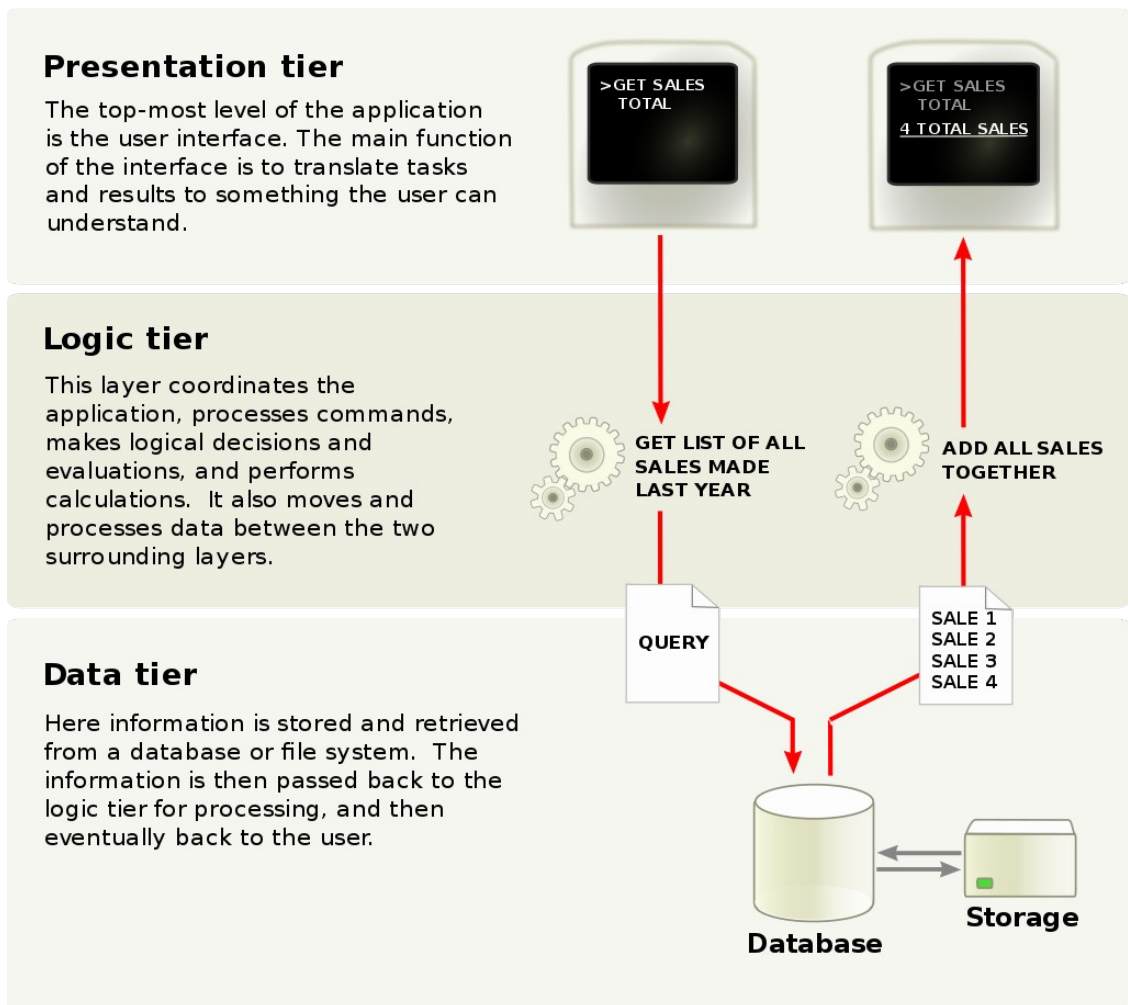 Presentation tier
The top-most level of the application
is the user interface. The main function
of the interface is to translate tasks
and results to something the user can
understand.
>GET SALES
TOTAL
>GET SALES
TOTAL
4 TOTAL SALES
Logic tier
This layer coordinates the
application, processes commands,
makes logical decisions and
evaluations, and performs
calculations.  It also moves and
processes data between the two
surrounding layers.
GET LIST OF ALL
SALES MADE
LAST YEAR
ADD ALL SALES
TOGETHER
QUERY
SALE 1
SALE 2
SALE 3
SALE 4
Data tier
Here information is stored and retrieved
from a database or file system.  The
information is then passed back to the
logic tier for processing, and then
eventually back to the user.
Database
Storage